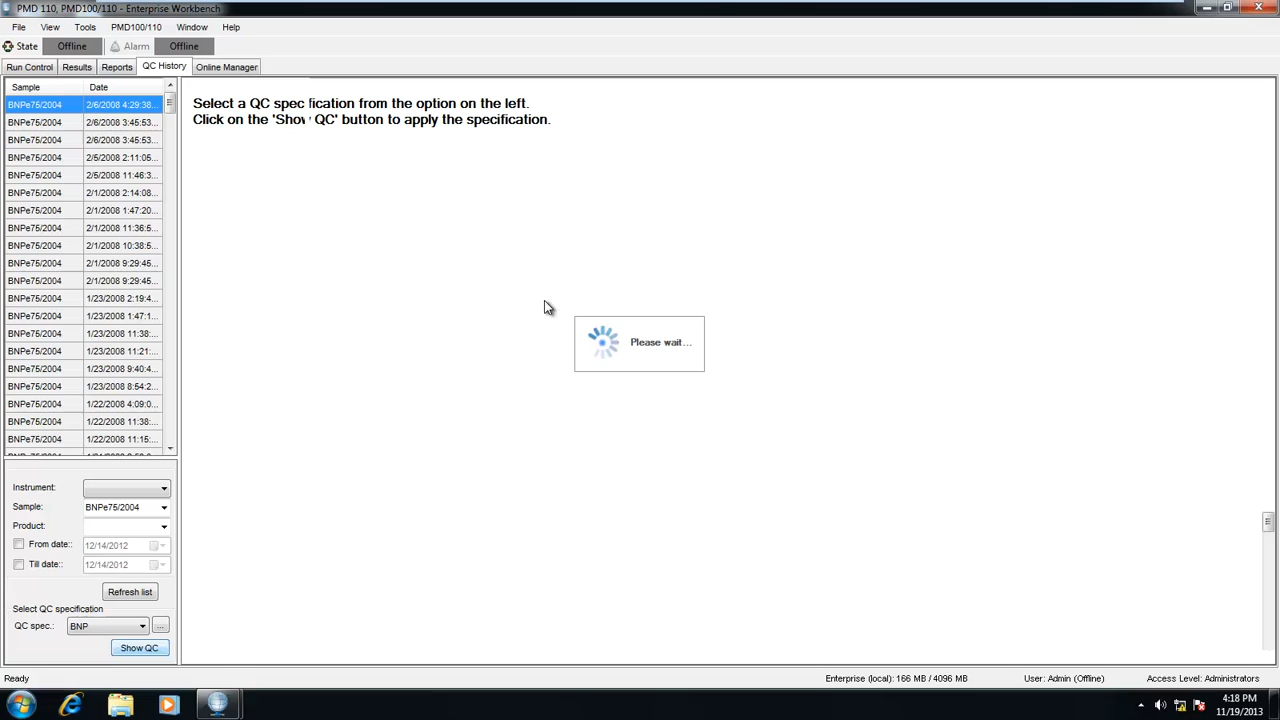 PMD 110, PMD100/110 - Enterprise Workbench
File View Tools PMD100/110 Window Help
State Offline Alarm Offline
Run Control Results Reports QC History Online Manager
Sample Date
BNPe75/2004 2/6/2008 4:29:38...
BNPe75/2004 2/6/2008 3:45:53...
BNPe75/2004 2/6/2008 3:45:53...
BNPe75/2004 2/5/2008 2:11:05...
BNPe75/2004 2/5/2008 11:46:3...
BNPe75/2004 2/1/2008 2:14:08...
BNPe75/2004 2/1/2008 1:47:20...
BNPe75/2004 2/1/2008 11:36:5...
BNPe75/2004 2/1/2008 10:38:5...
BNPe75/2004 2/1/2008 9:29:45...
BNPe75/2004 2/1/2008 9:29:45...
BNPe75/2004 1/23/2008 2:19:4...
BNPe75/2004 1/23/2008 1:47:1...
BNPe75/2004 1/23/2008 11:38:...
BNPe75/2004 1/23/2008 11:21:...
BNPe75/2004 1/23/2008 9:40:4...
BNPe75/2004 1/23/2008 8:54:2...
BNPe75/2004 1/22/2008 4:09:0...
BNPe75/2004 1/22/2008 11:38:...
BNPe75/2004 1/22/2008 11:15:...
Select a QC specification from the option on the left.
Click on the 'Show QC' button to apply the specification.
Please wait...
Instrument:
Sample: BNPe75/2004
Product:
From date:: 12/14/2012
Till date:: 12/14/2012
Refresh list
Select QC specification
QC spec.: BNP ...
Show QC
Ready Enterprise (local): 166 MB / 4096 MB User: Admin (Offline) Access Level: Administrators
4:18 PM
11/19/2013